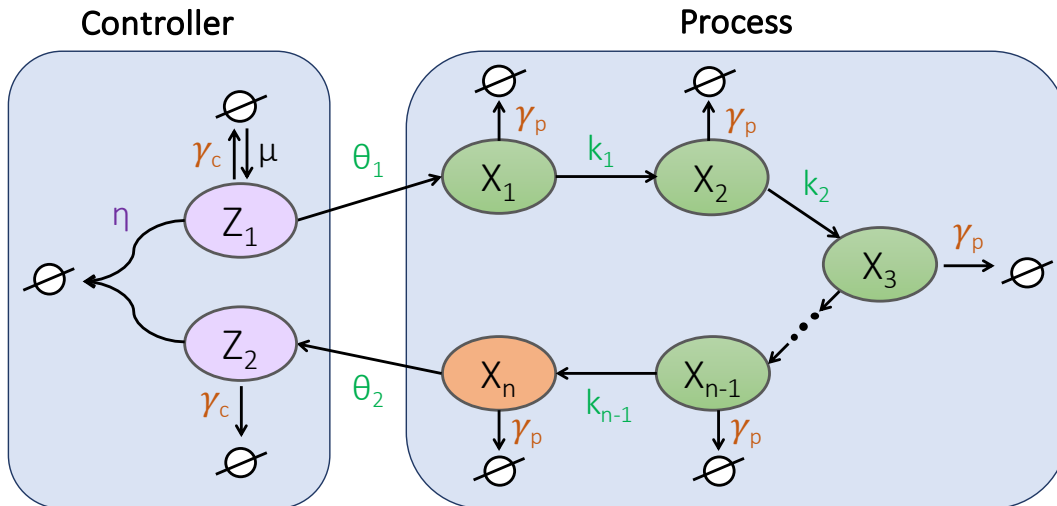 Controller
Process
γc
μ
θ1
γp
γp
k1
X1
X2
k2
η
Z1
γp
X3
Z2
Xn
Xn-1
θ2
kn-1
γc
γp
γp